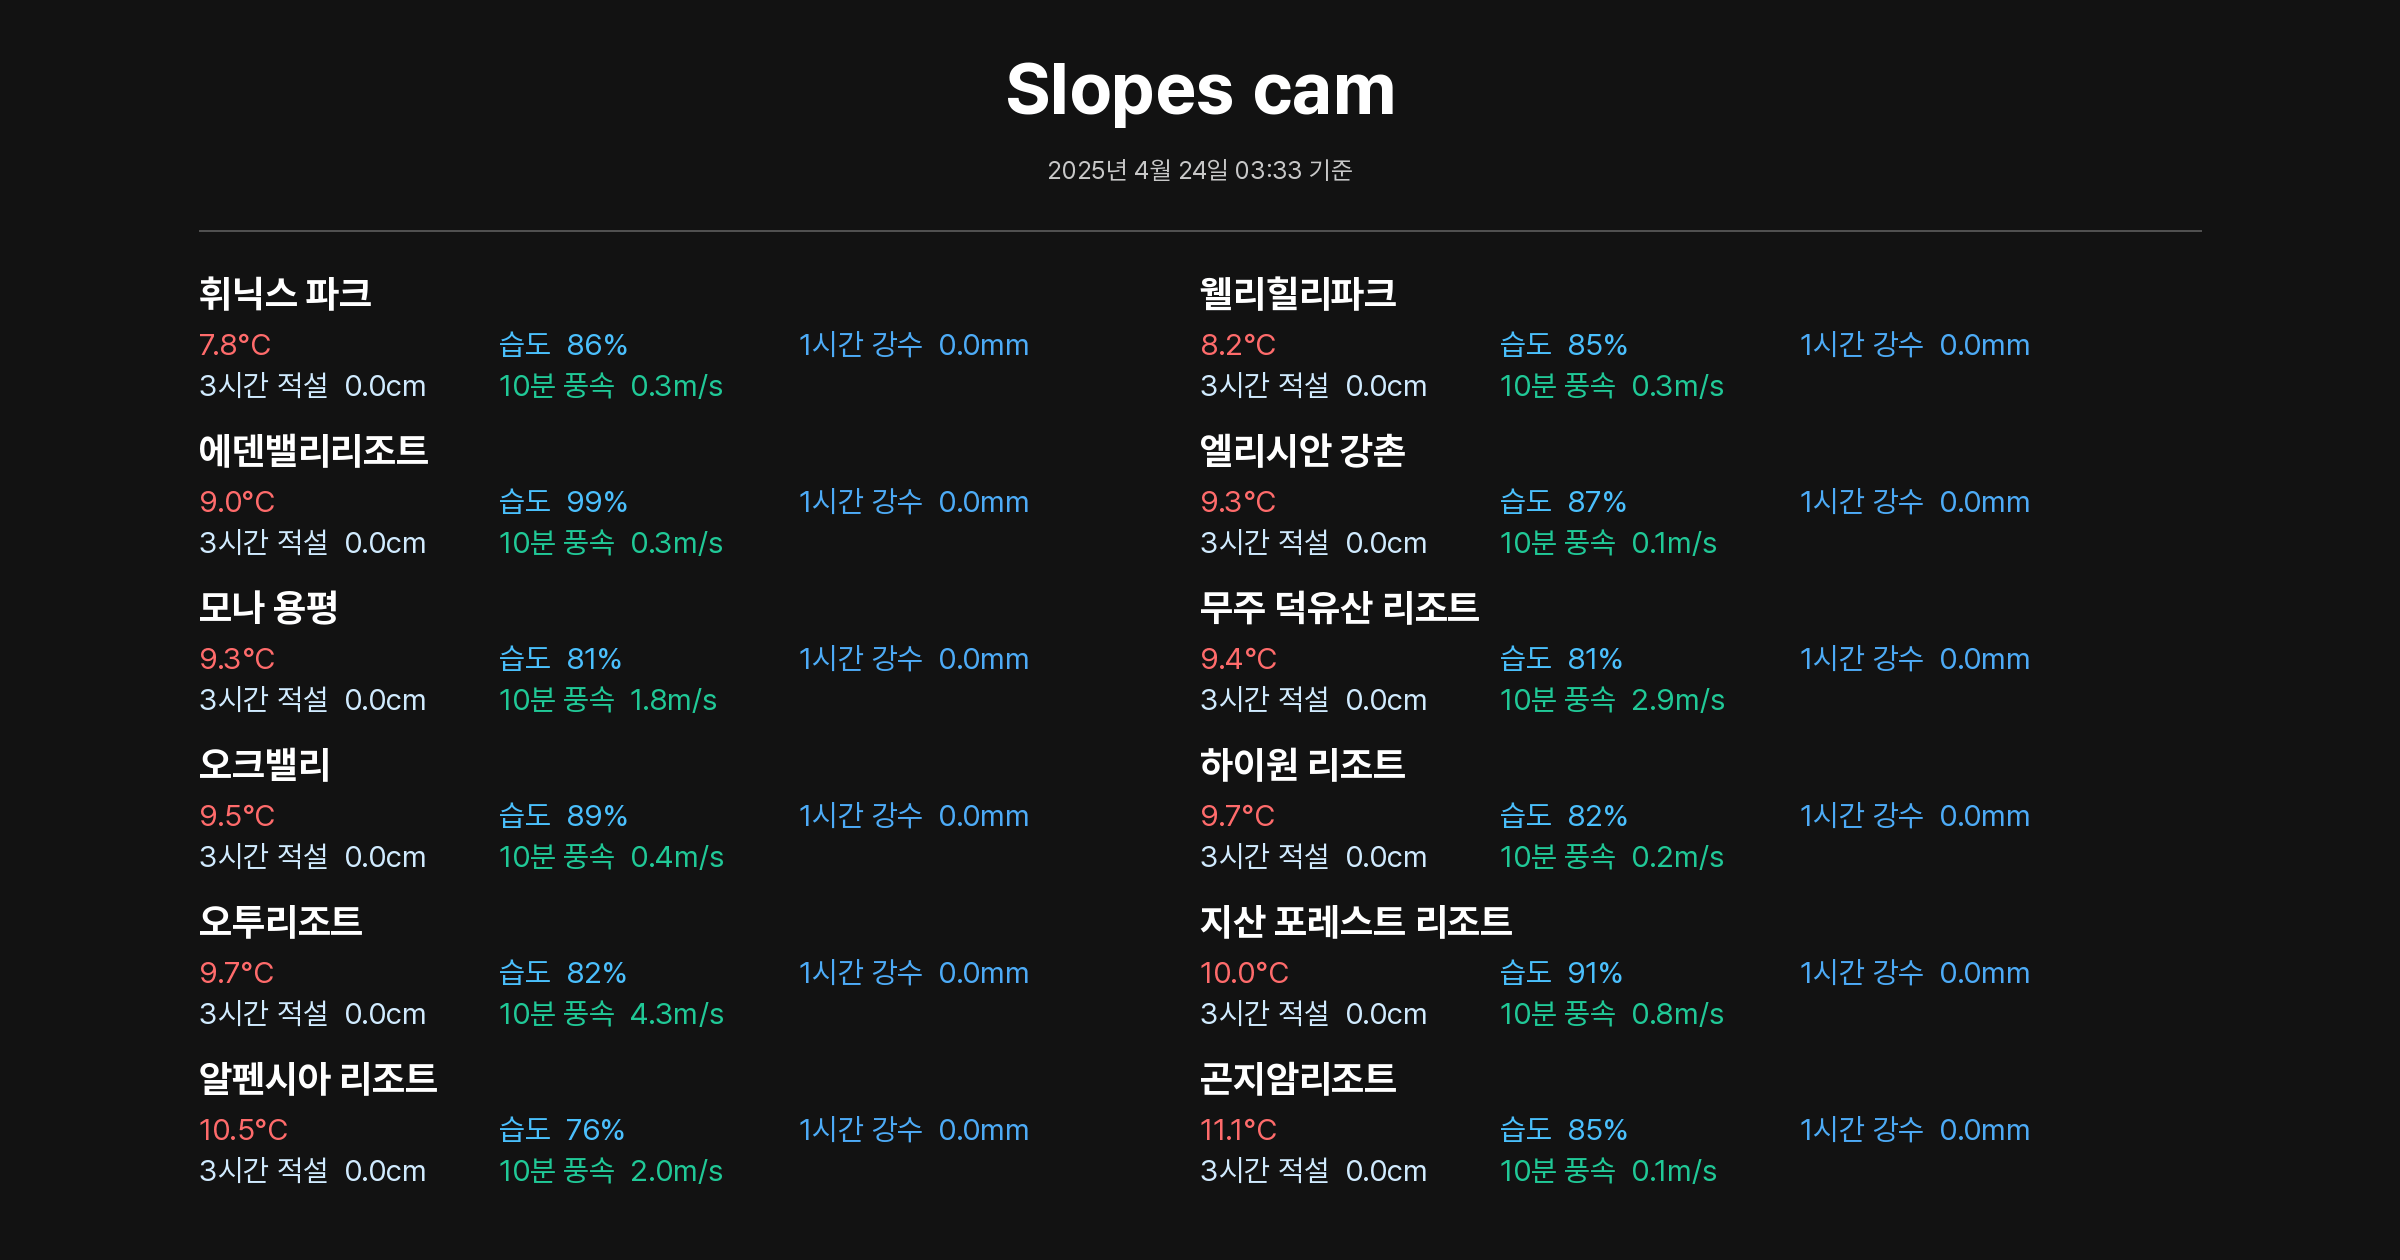 Slopes cam
2025년 4월 24일 03:33 기준
휘닉스 파크
7.8°C 습도 86% 1시간 강수 0.0mm
3시간 적설 0.0cm 10분 풍속 0.3m/s
웰리힐리파크
8.2°C 습도 85% 1시간 강수 0.0mm
3시간 적설 0.0cm 10분 풍속 0.3m/s
에덴밸리리조트
9.0°C 습도 99% 1시간 강수 0.0mm
3시간 적설 0.0cm 10분 풍속 0.3m/s
엘리시안 강촌
9.3°C 습도 87% 1시간 강수 0.0mm
3시간 적설 0.0cm 10분 풍속 0.1m/s
모나 용평
9.3°C 습도 81% 1시간 강수 0.0mm
3시간 적설 0.0cm 10분 풍속 1.8m/s
무주 덕유산 리조트
9.4°C 습도 81% 1시간 강수 0.0mm
3시간 적설 0.0cm 10분 풍속 2.9m/s
오크밸리
9.5°C 습도 89% 1시간 강수 0.0mm
3시간 적설 0.0cm 10분 풍속 0.4m/s
하이원 리조트
9.7°C 습도 82% 1시간 강수 0.0mm
3시간 적설 0.0cm 10분 풍속 0.2m/s
오투리조트
9.7°C 습도 82% 1시간 강수 0.0mm
3시간 적설 0.0cm 10분 풍속 4.3m/s
지산 포레스트 리조트
10.0°C 습도 91% 1시간 강수 0.0mm
3시간 적설 0.0cm 10분 풍속 0.8m/s
알펜시아 리조트
10.5°C 습도 76% 1시간 강수 0.0mm
3시간 적설 0.0cm 10분 풍속 2.0m/s
곤지암리조트
11.1°C 습도 85% 1시간 강수 0.0mm
3시간 적설 0.0cm 10분 풍속 0.1m/s